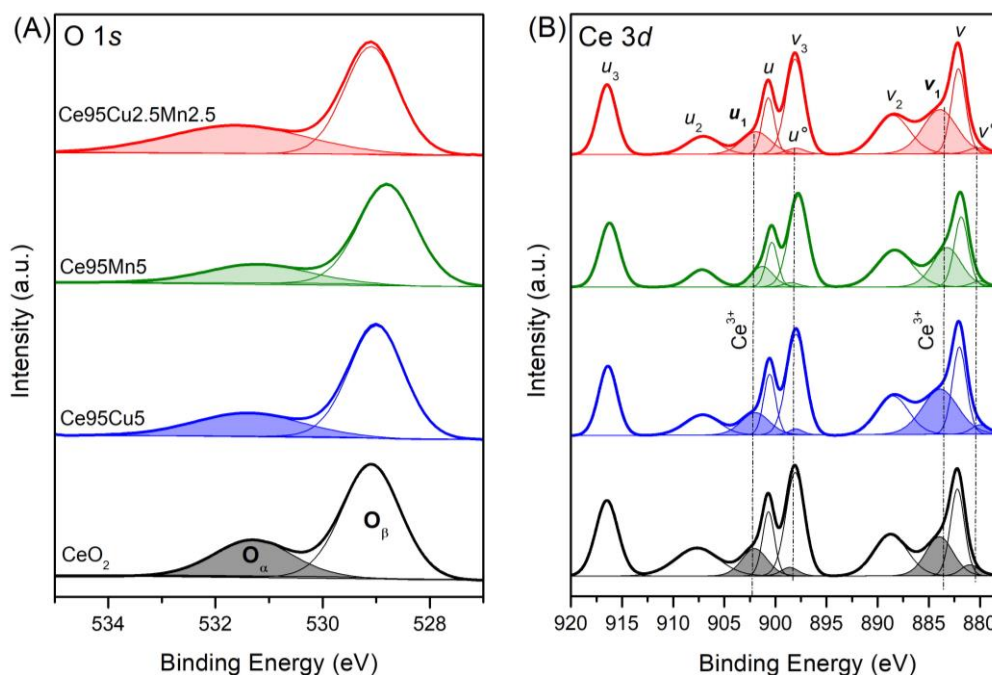 (A)
O 1s
Ce95Cu2.5Mn2.5
Ce95Mn5
Ce95Cu5
CeO₂
O_α
O_β
Intensity (a.u.)
534
532
530
528
Binding Energy (eV)
(B)
Ce 3d
u₃
u₂
u₁
u
v₃
u°
v₂
v₁
v
v°
Ce³⁺
Ce³⁺
Intensity (a.u.)
920 915 910 905 900 895 890 885 880
Binding Energy (eV)